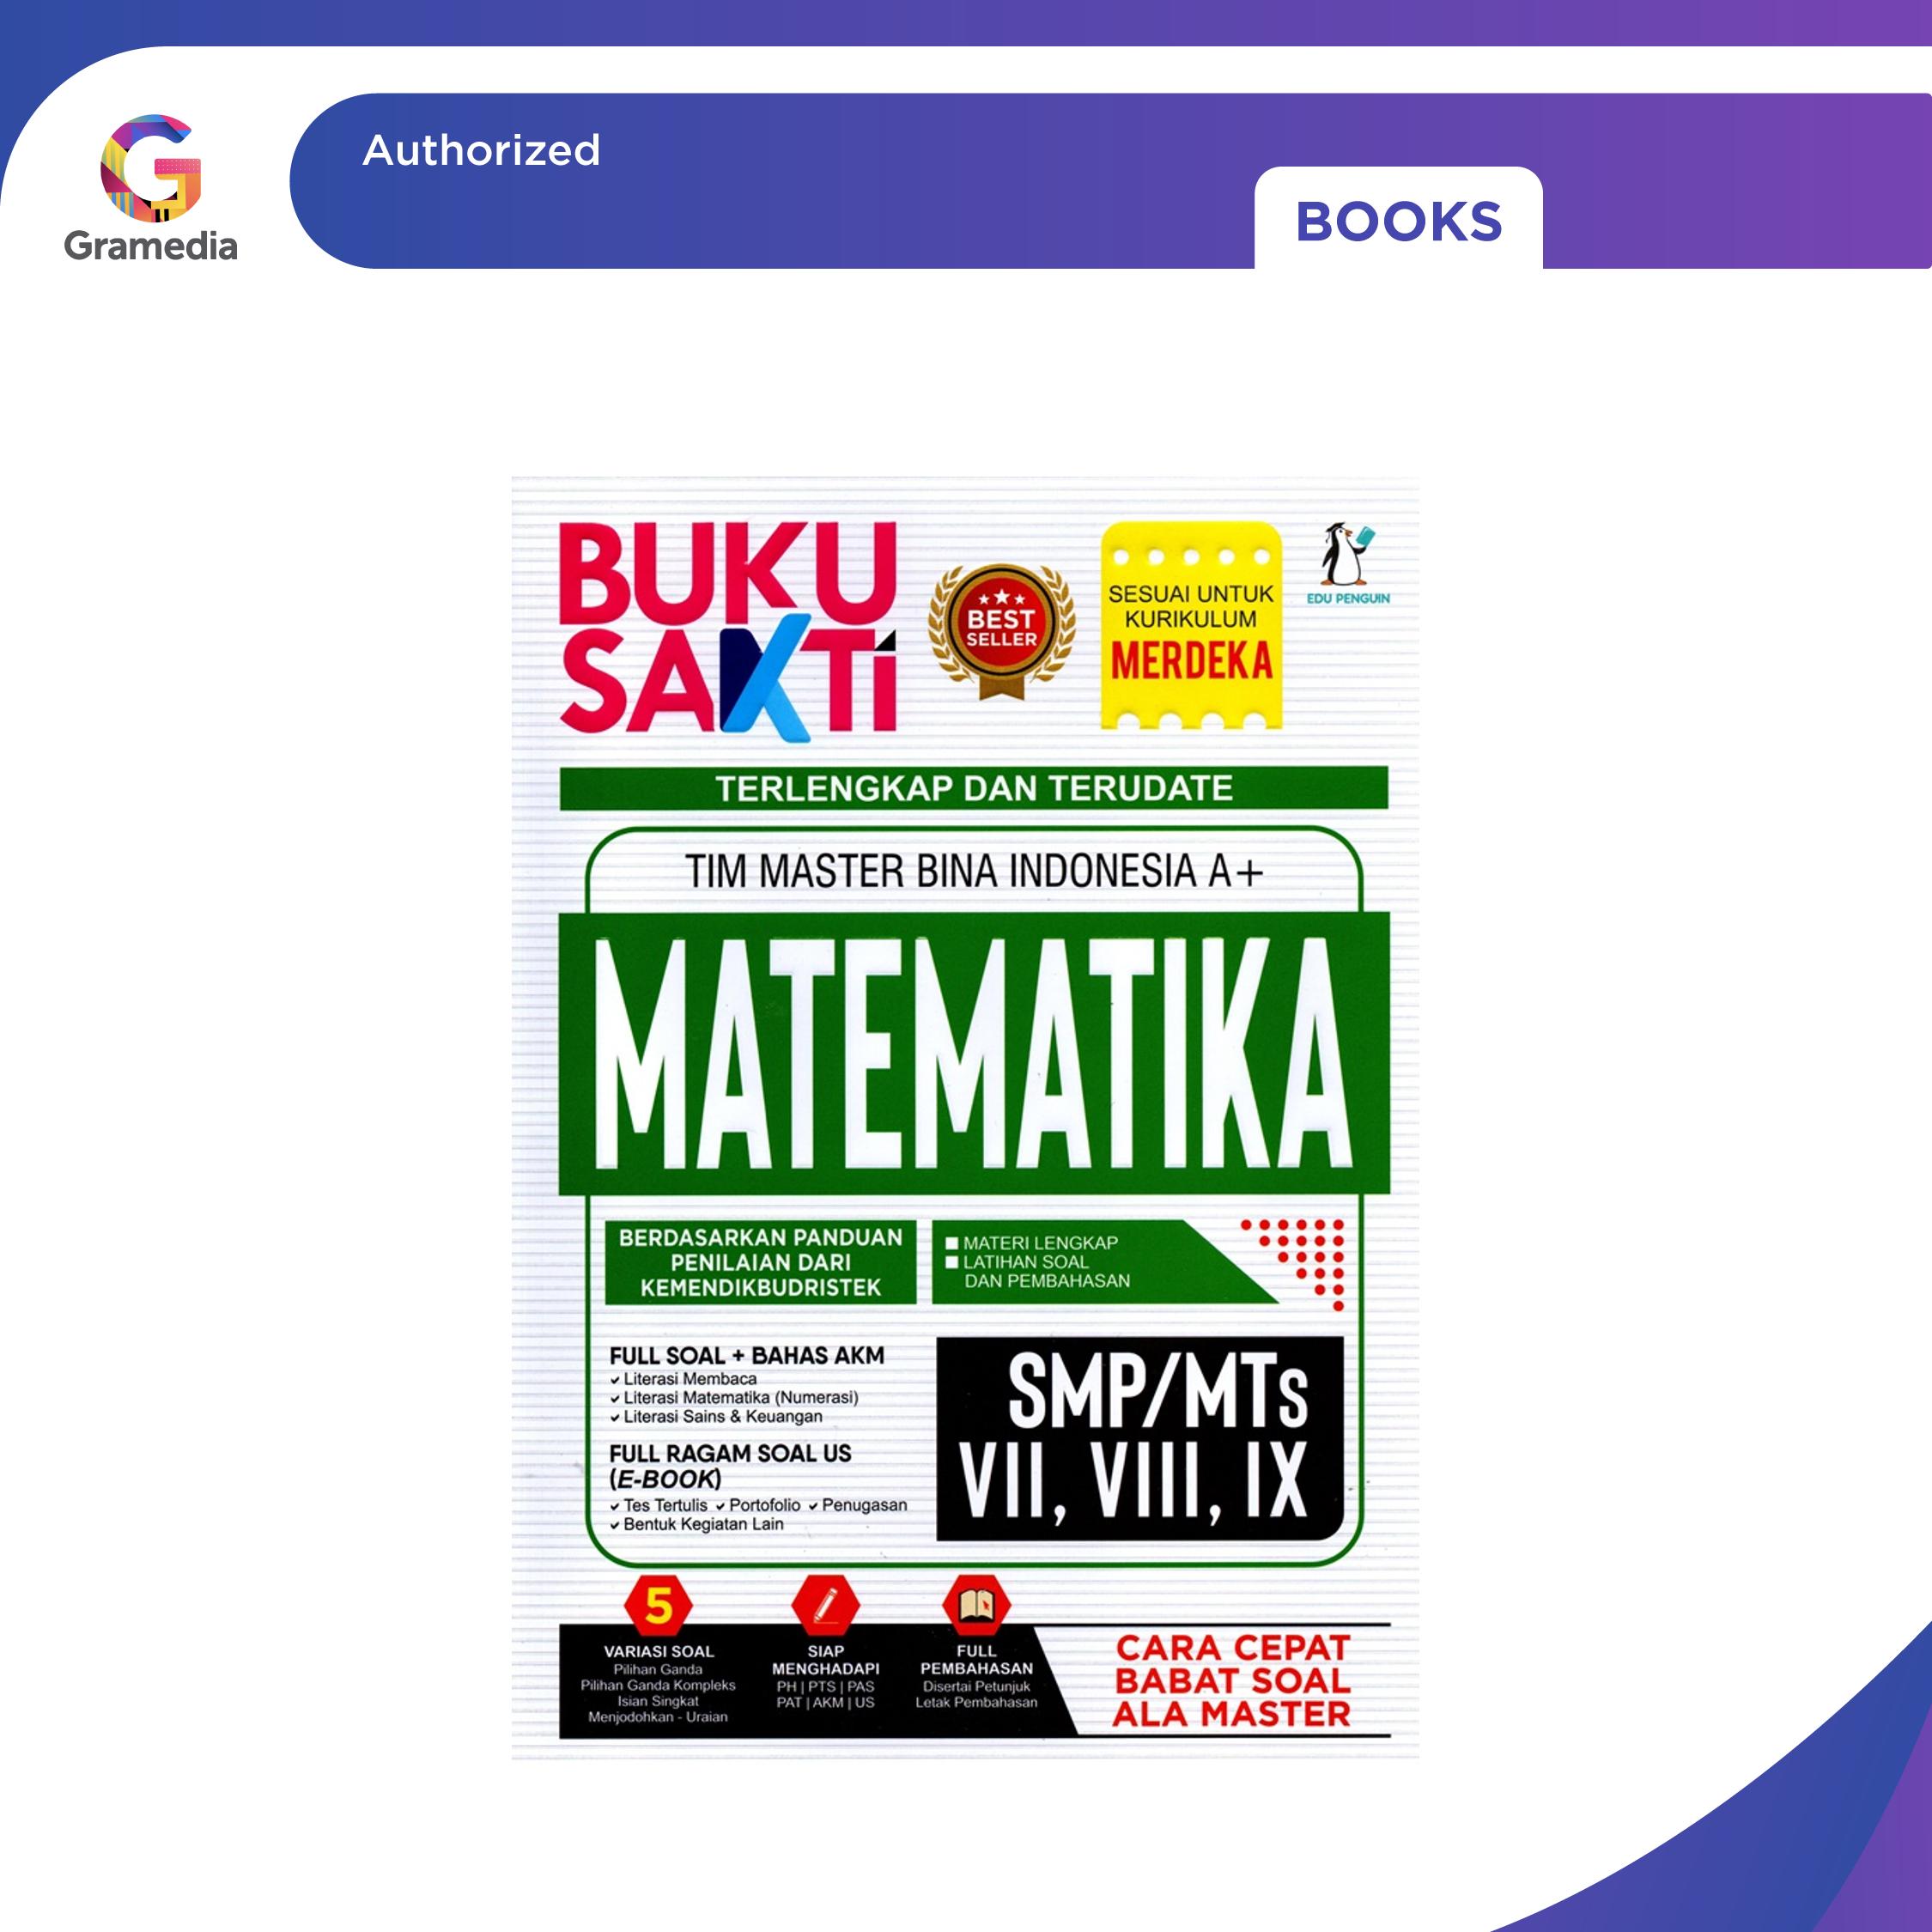 Gramedia
Authorized
BOOKS
BUKU
SAKTi
BEST
SELLER
SESUAI UNTUK
KURIKULUM
MERDEKA
EDU PENGUIN
TERLENGKAP DAN TERUDATE
TIM MASTER BINA INDONESIA A+
MATEMATIKA
BERDASARKAN PANDUAN
PENILAIAN DARI
KEMENDIKBUDRISTEK
MATERI LENGKAP
LATIHAN SOAL
DAN PEMBAHASAN
FULL SOAL + BAHAS AKM
Literasi Membaca
Literasi Matematika (Numerasi)
Literasi Sains & Keuangan
FULL RAGAM SOAL US
(E-BOOK)
Tes Tertulis Portofolio Penugasan
Bentuk Kegiatan Lain
SMP/MTs
VII, VIII, IX
5
VARIASI SOAL
Pilihan Ganda
Pilihan Ganda Kompleks
Isian Singkat
Menjodohkan - Uraian
SIAP
MENGHADAPI
PH | PTS | PAS
PAT | AKM | US
FULL
PEMBAHASAN
Disertai Petunjuk
Letak Pembahasan
CARA CEPAT
BABAT SOAL
ALA MASTER